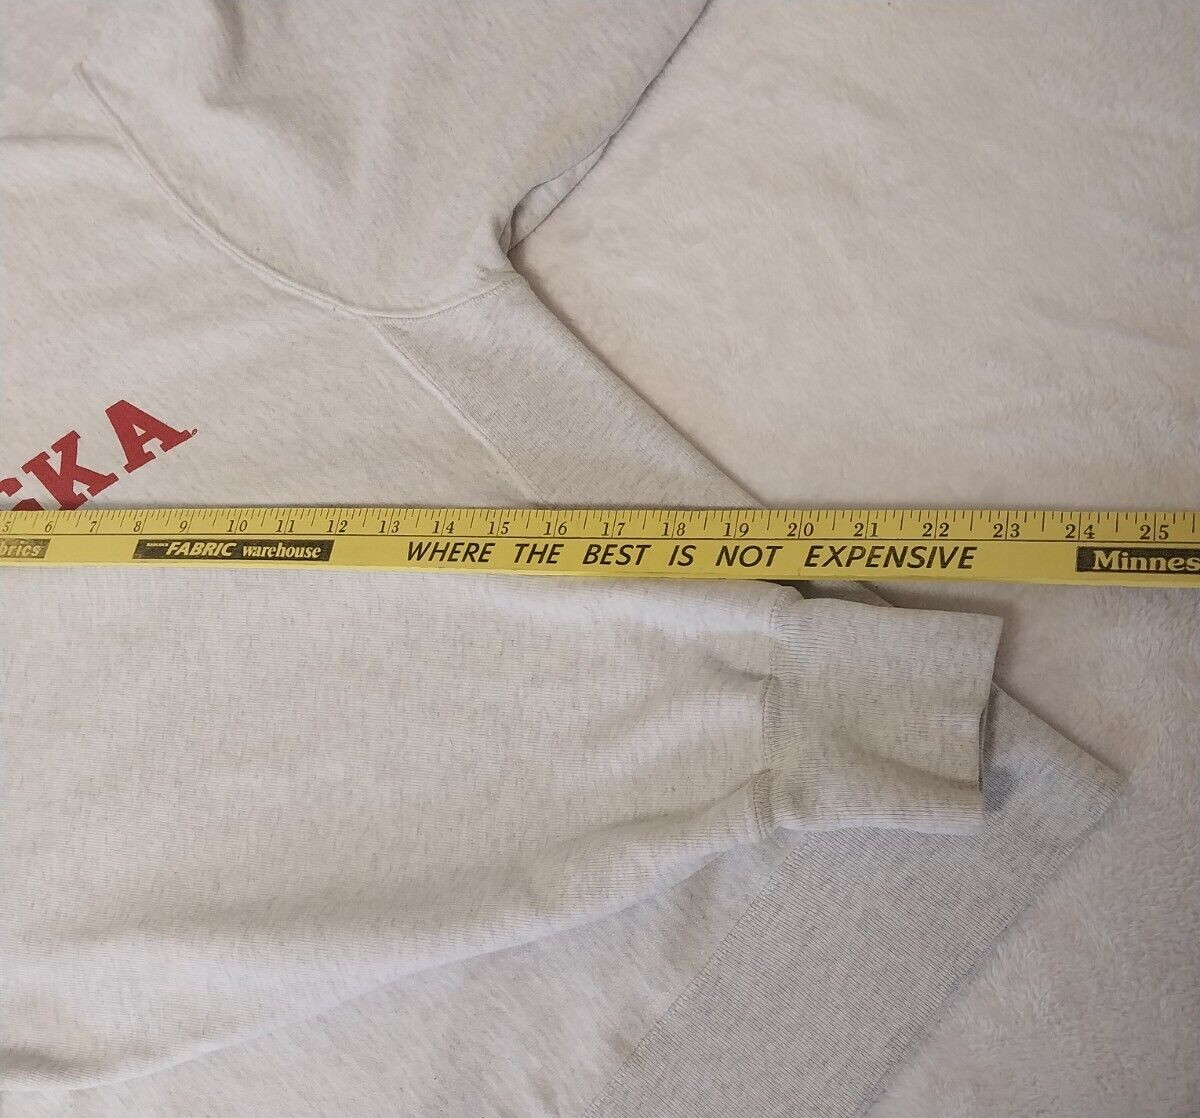 SKA
5 6 7 8 9 10 11 12 13 14 15 16 17 18 19 20 21 22 23 24 25
FABRIC warehouse WHERE THE BEST IS NOT EXPENSIVE Minnes